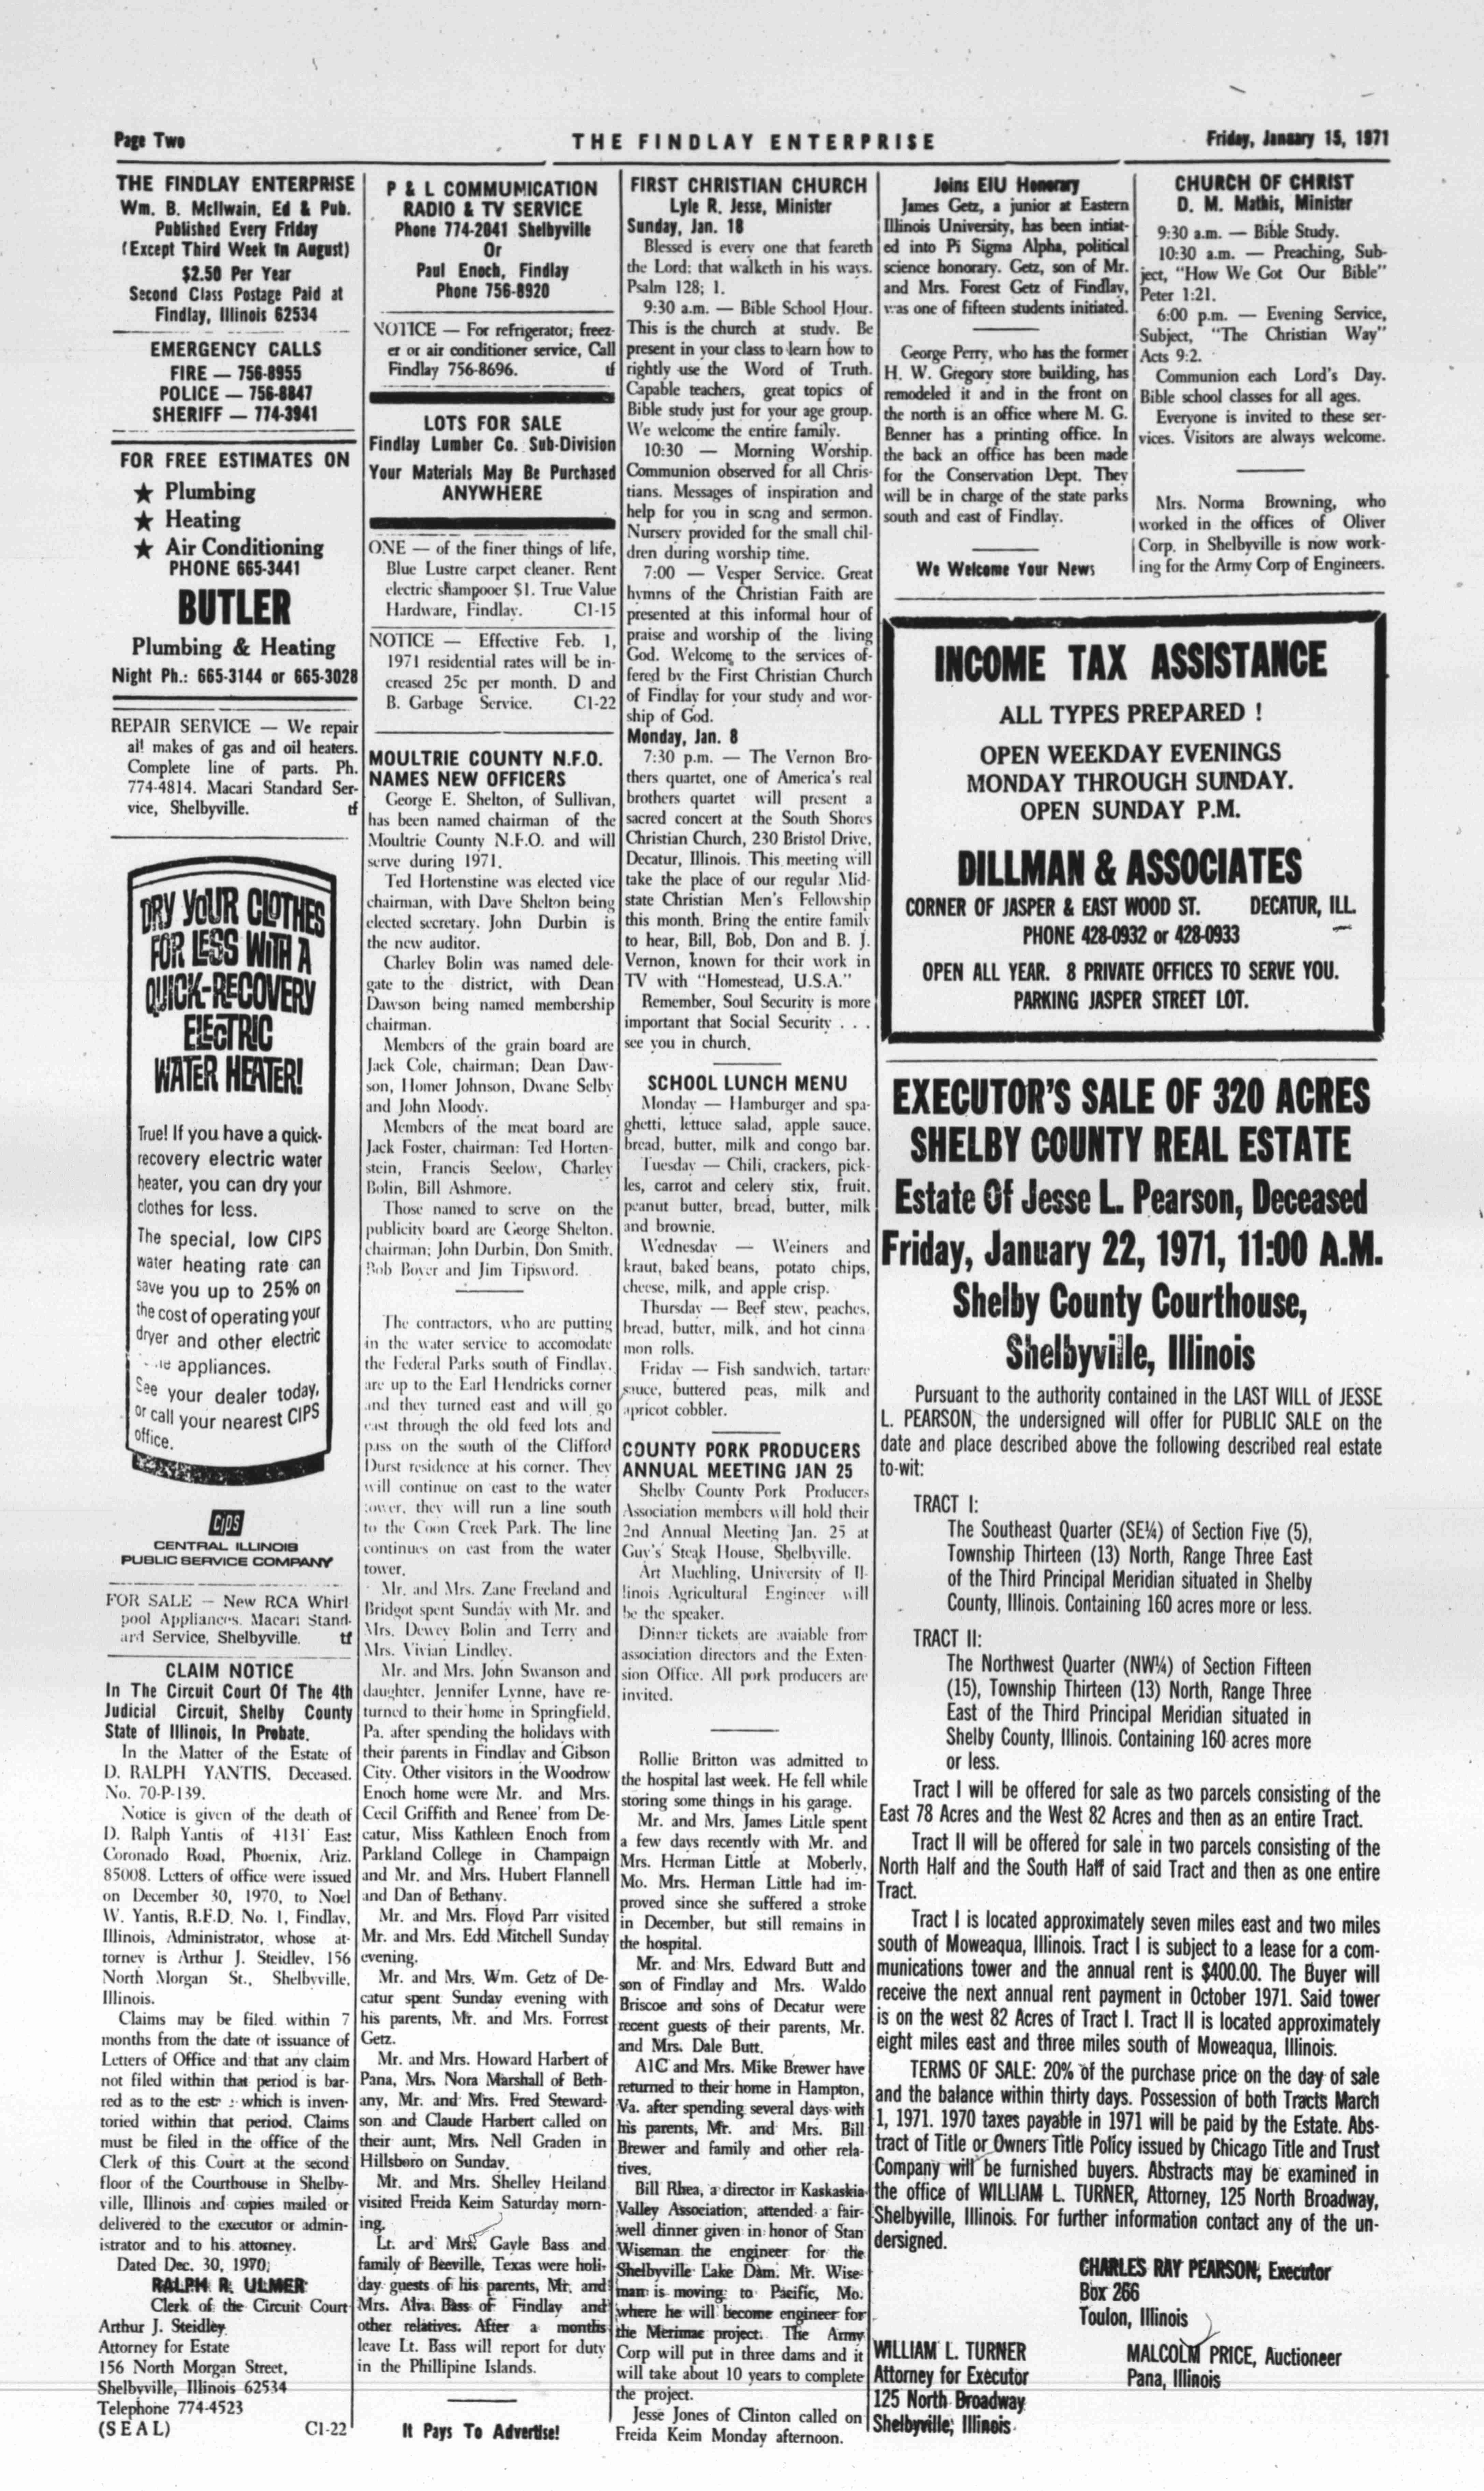 Page Two
THE FINDLAY ENTERPRISE
Friday, January 15, 1971
THE FINDLAY ENTERPRISE
Wm. B. McIlwain, Ed & Pub.
Published Every Friday
(Except Third Week In August)
$2.50 Per Year
Second Class Postage Paid at
Findlay, Illinois 62534
EMERGENCY CALLS
FIRE — 756-8955
POLICE — 756-8847
SHERIFF — 774-3941
FOR FREE ESTIMATES ON
★ Plumbing
★ Heating
★ Air Conditioning
PHONE 665-3441
BUTLER
Plumbing & Heating
Night Ph.: 665-3144 or 665-3028
REPAIR SERVICE — We repair
all makes of gas and oil heaters.
Complete line of parts. Ph.
774-4814. Macari Standard Ser-
vice, Shelbyville. tf
DRY YOUR CLOTHES
FOR LESS WITH A
QUICK-RECOVERY
ELECTRIC
WATER HEATER!
True! If you have a quick-
recovery electric water
heater, you can dry your
clothes for less.
The special, low CIPS
water heating rate can
save you up to 25% on
the cost of operating your
dryer and other electric
appliances.
See your dealer today,
or call your nearest CIPS
office.
CIPS
CENTRAL ILLINOIS
PUBLIC SERVICE COMPANY
FOR SALE — New RCA Whirl
pool Appliances. Macari Stand-
ard Service, Shelbyville. tf
CLAIM NOTICE
In The Circuit Court Of The 4th
Judicial Circuit, Shelby County
State of Illinois, In Probate.
In the Matter of the Estate of
D. RALPH YANTIS, Deceased.
No. 70-P-139.
Notice is given of the death of
D. Ralph Yantis of 4131 East
Coronado Road, Phoenix, Ariz.
85008. Letters of office were issued
on December 30, 1970, to Noel
W. Yantis, R.F.D. No. 1, Findlay,
Illinois, Administrator, whose at-
torney is Arthur J. Steidley, 156
North Morgan St., Shelbyville,
Illinois.
Claims may be filed within 7
months from the date of issuance of
Letters of Office and that any claim
not filed within that period is bar-
red as to the which is inven-
toried within that period. Claims
must be filed in the office of the
Clerk of this Court at the second
floor of the Courthouse in Shelby-
ville, Illinois and copies mailed or
delivered to the executor or admin-
istrator and to his attorney.
Dated Dec. 30, 1970;
RALPH R. ULMER
Clerk of the Circuit Court
Arthur J. Steidley
Attorney for Estate
156 North Morgan Street,
Shelbyville, Illinois 62534
Telephone 774-4523
(SEAL) C1-22
P & L COMMUNICATION
RADIO & TV SERVICE
Phone 774-2041 Shelbyville
Or
Paul Enoch, Findlay
Phone 756-8920
NOTICE — For refrigerator, freez-
er or air conditioner service, Call
Findlay 756-8696. tf
LOTS FOR SALE
Findlay Lumber Co. Sub-Division
Your Materials May Be Purchased
ANYWHERE
ONE — of the finer things of life,
Blue Lustre carpet cleaner. Rent
electric shampooer $1. True Value
Hardware, Findlay. C1-15
NOTICE — Effective Feb. 1,
1971 residential rates will be in-
creased 25c per month. D and
B. Garbage Service. C1-22
MOULTRIE COUNTY N.F.O.
NAMES NEW OFFICERS
George E. Shelton, of Sullivan,
has been named chairman of the
Moultrie County N.F.O. and will
serve during 1971.
Ted Hortenstine was elected vice
chairman, with Dave Shelton being
elected secretary. John Durbin is
the new auditor.
Charley Bolin was named dele-
gate to the district, with Dean
Dawson being named membership
chairman.
Members of the grain board are
Jack Cole, chairman; Dean Daw-
son, Homer Johnson, Dwane Selby
and John Moody.
Members of the meat board are
Jack Foster, chairman: Ted Horten-
stein, Francis Seelow, Charley
Bolin, Bill Ashmore.
Those named to serve on the
publicity board are George Shelton,
chairman; John Durbin, Don Smith,
Bob Bover and Jim Tipsword.
The contractors, who are putting
in the water service to accomodate
the Federal Parks south of Findlay,
are up to the Earl Hendricks corner
and they turned east and will go
east through the old feed lots and
pass on the south of the Clifford
Durst residence at his corner. They
will continue on east to the water
tower, they will run a line south
to the Coon Creek Park. The line
continues on east from the water
tower.
Mr. and Mrs. Zane Freeland and
Bridgot spent Sunday with Mr. and
Mrs. Dewey Bolin and Terry and
Mrs. Vivian Lindley.
Mr. and Mrs. John Swanson and
daughter, Jennifer Lynne, have re-
turned to their home in Springfield,
Pa. after spending the holidays with
their parents in Findlay and Gibson
City. Other visitors in the Woodrow
Enoch home were Mr. and Mrs.
Cecil Griffith and Renee' from De-
catur, Miss Kathleen Enoch from
Parkland College in Champaign
and Mr. and Mrs. Hubert Flannell
and Dan of Bethany.
Mr. and Mrs. Floyd Parr visited
Mr. and Mrs. Edd Mitchell Sunday
evening.
Mr. and Mrs. Wm. Getz of De-
catur spent Sunday evening with
his parents, Mr. and Mrs. Forrest
Getz.
Mr. and Mrs. Howard Harbert of
Pana, Mrs. Nora Marshall of Beth-
any, Mr. and Mrs. Fred Steward-
son and Claude Harbert called on
their aunt, Mrs. Nell Graden in
Hillsboro on Sunday.
Mr. and Mrs. Shelley Heiland
visited Freida Keim Saturday morn-
ing.
Lt. and Mrs. Gayle Bass and
family of Beeville, Texas were holi-
day guests of his parents, Mr. and
Mrs. Alva Bass of Findlay and
other relatives. After a months
leave Lt. Bass will report for duty
in the Phillipine Islands.
It Pays To Advertise!
FIRST CHRISTIAN CHURCH
Lyle R. Jesse, Minister
Sunday, Jan. 18
Blessed is every one that feareth
the Lord; that walketh in his ways.
Psalm 128; 1.
9:30 a.m. — Bible School Hour.
This is the church at study. Be
present in your class to learn how to
rightly use the Word of Truth.
Capable teachers, great topics of
Bible study just for your age group.
We welcome the entire family.
10:30 — Morning Worship.
Communion observed for all Chris-
tians. Messages of inspiration and
help for you in song and sermon.
Nursery provided for the small chil-
dren during worship time.
7:00 — Vesper Service. Great
hymns of the Christian Faith are
presented at this informal hour of
praise and worship of the living
God. Welcome to the services of-
fered by the First Christian Church
of Findlay for your study and wor-
ship of God.
Monday, Jan. 8
7:30 p.m. — The Vernon Bro-
thers quartet, one of America's real
brothers quartet will present a
sacred concert at the South Shores
Christian Church, 230 Bristol Drive,
Decatur, Illinois. This meeting will
take the place of our regular Mid-
state Christian Men's Fellowship
this month. Bring the entire family
to hear, Bill, Bob, Don and B. J.
Vernon, known for their work in
TV with "Homestead, U.S.A."
Remember, Soul Security is more
important that Social Security . . .
see you in church.
SCHOOL LUNCH MENU
Monday — Hamburger and spa-
ghetti, lettuce salad, apple sauce,
bread, butter, milk and congo bar.
Tuesday — Chili, crackers, pick-
les, carrot and celery stix, fruit,
peanut butter, bread, butter, milk
and brownie.
Wednesday — Weiners and
kraut, baked beans, potato chips,
cheese, milk, and apple crisp.
Thursday — Beef stew, peaches,
bread, butter, milk, and hot cinna
mon rolls.
Friday — Fish sandwich, tartare
sauce, buttered peas, milk and
apricot cobbler.
COUNTY PORK PRODUCERS
ANNUAL MEETING JAN 25
Shelby County Pork Producers
Association members will hold their
2nd Annual Meeting Jan. 25 at
Guy's Steak House, Shelbyville.
Art Muehling, University of Il-
linois Agricultural Engineer will
be the speaker.
Dinner tickets are avaiable from
association directors and the Exten-
sion Office. All pork producers are
invited.
Rollie Britton was admitted to
the hospital last week. He fell while
storing some things in his garage.
Mr. and Mrs. James Little spent
a few days recently with Mr. and
Mrs. Herman Little at Moberly,
Mo. Mrs. Herman Little had im-
proved since she suffered a stroke
in December, but still remains in
the hospital.
Mr. and Mrs. Edward Butt and
son of Findlay and Mrs. Waldo
Briscoe and sons of Decatur were
recent guests of their parents, Mr.
and Mrs. Dale Butt.
A1C and Mrs. Mike Brewer have
returned to their home in Hampton,
Va. after spending several days with
his parents, Mr. and Mrs. Bill
Brewer and family and other rela-
tives.
Bill Rhea, a director in Kaskaskia
Valley Association, attended a fair-
well dinner given in honor of Stan
Wiseman the engineer for the
Shelbyville Lake Dam. Mr. Wise-
man is moving to Pacific, Mo.
where he will become engineer for
the Merimac project. The Army
Corp will put in three dams and it
will take about 10 years to complete
the project.
Jesse Jones of Clinton called on
Freida Keim Monday afternoon.
Joins EIU Honorary
James Getz, a junior at Eastern
Illinois University, has been intiat-
ed into Pi Sigma Alpha, political
science honorary. Getz, son of Mr.
and Mrs. Forest Getz of Findlay,
was one of fifteen students initiated.
George Perry, who has the former
H. W. Gregory store building, has
remodeled it and in the front on
the north is an office where M. G.
Benner has a printing office. In
the back an office has been made
for the Conservation Dept. They
will be in charge of the state parks
south and east of Findlay.
We Welcome Your News
CHURCH OF CHRIST
D. M. Mathis, Minister
9:30 a.m. — Bible Study.
10:30 a.m. — Preaching, Sub-
ject, "How We Got Our Bible"
Peter 1:21.
6:00 p.m. — Evening Service,
Subject, "The Christian Way"
Acts 9:2.
Communion each Lord's Day.
Bible school classes for all ages.
Everyone is invited to these ser-
vices. Visitors are always welcome.
Mrs. Norma Browning, who
worked in the offices of Oliver
Corp. in Shelbyville is now work-
ing for the Army Corp of Engineers.
INCOME TAX ASSISTANCE
ALL TYPES PREPARED !
OPEN WEEKDAY EVENINGS
MONDAY THROUGH SUNDAY.
OPEN SUNDAY P.M.
DILLMAN & ASSOCIATES
CORNER OF JASPER & EAST WOOD ST. DECATUR, ILL.
PHONE 428-0932 or 428-0933
OPEN ALL YEAR. 8 PRIVATE OFFICES TO SERVE YOU.
PARKING JASPER STREET LOT.
EXECUTOR'S SALE OF 320 ACRES
SHELBY COUNTY REAL ESTATE
Estate Of Jesse L. Pearson, Deceased
Friday, January 22, 1971, 11:00 A.M.
Shelby County Courthouse,
Shelbyville, Illinois
Pursuant to the authority contained in the LAST WILL of JESSE
L. PEARSON, the undersigned will offer for PUBLIC SALE on the
date and place described above the following described real estate
to-wit:
TRACT I:
The Southeast Quarter (SE¼) of Section Five (5),
Township Thirteen (13) North, Range Three East
of the Third Principal Meridian situated in Shelby
County, Illinois. Containing 160 acres more or less.
TRACT II:
The Northwest Quarter (NW¼) of Section Fifteen
(15), Township Thirteen (13) North, Range Three
East of the Third Principal Meridian situated in
Shelby County, Illinois. Containing 160 acres more
or less.
Tract I will be offered for sale as two parcels consisting of the
East 78 Acres and the West 82 Acres and then as an entire Tract.
Tract II will be offered for sale in two parcels consisting of the
North Half and the South Half of said Tract and then as one entire
Tract.
Tract I is located approximately seven miles east and two miles
south of Moweaqua, Illinois. Tract I is subject to a lease for a com-
munications tower and the annual rent is $400.00. The Buyer will
receive the next annual rent payment in October 1971. Said tower
is on the west 82 Acres of Tract I. Tract II is located approximately
eight miles east and three miles south of Moweaqua, Illinois.
TERMS OF SALE: 20% of the purchase price on the day of sale
and the balance within thirty days. Possession of both Tracts March
1, 1971. 1970 taxes payable in 1971 will be paid by the Estate. Abs-
tract of Title or Owners Title Policy issued by Chicago Title and Trust
Company will be furnished buyers. Abstracts may be examined in
the office of WILLIAM L. TURNER, Attorney, 125 North Broadway,
Shelbyville, Illinois. For further information contact any of the un-
dersigned.
CHARLES RAY PEARSON, Executor
Box 266
Toulon, Illinois
WILLIAM L. TURNER
Attorney for Executor
125 North Broadway
Shelbyville, Illinois
MALCOLM PRICE, Auctioneer
Pana, Illinois